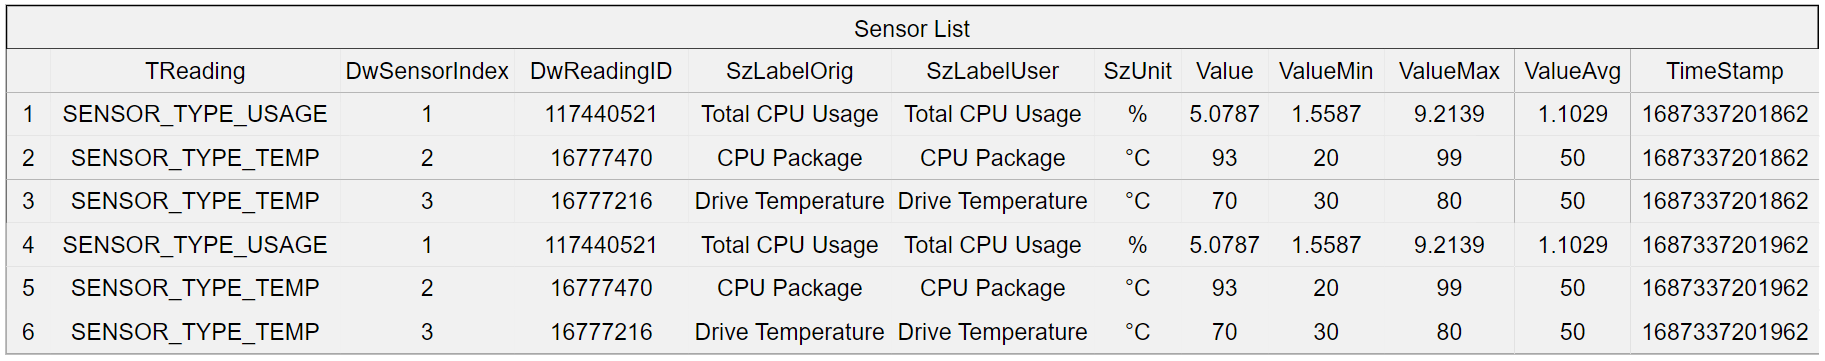 Sensor List
TReading DwSensorIndex DwReadingID SzLabelOrig SzLabelUser SzUnit Value ValueMin ValueMax ValueAvg TimeStamp
1 SENSOR_TYPE_USAGE 1 117440521 Total CPU Usage Total CPU Usage % 5.0787 1.5587 9.2139 1.1029 1687337201862
2 SENSOR_TYPE_TEMP 2 16777470 CPU Package CPU Package °C 93 20 99 50 1687337201862
3 SENSOR_TYPE_TEMP 3 16777216 Drive Temperature Drive Temperature °C 70 30 80 50 1687337201862
4 SENSOR_TYPE_USAGE 1 117440521 Total CPU Usage Total CPU Usage % 5.0787 1.5587 9.2139 1.1029 1687337201962
5 SENSOR_TYPE_TEMP 2 16777470 CPU Package CPU Package °C 93 20 99 50 1687337201962
6 SENSOR_TYPE_TEMP 3 16777216 Drive Temperature Drive Temperature °C 70 30 80 50 1687337201962